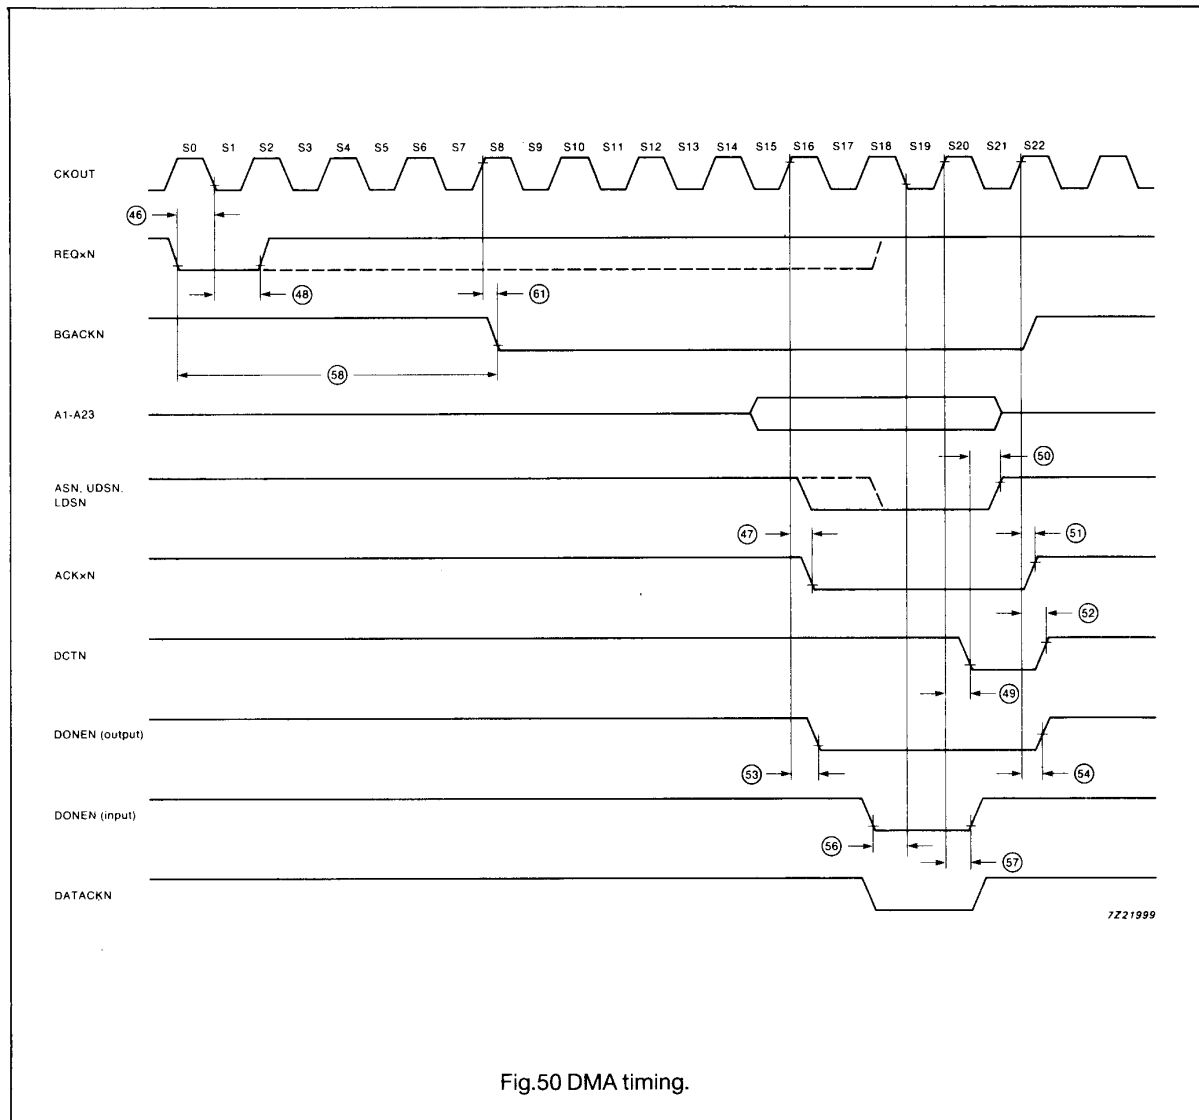 S0 S1 S2 S3 S4 S5 S6 S7 S8 S9 S10 S11 S12 S13 S14 S15 S16 S17 S18 S19 S20 S21 S22
CKOUT
46
REQxN
48
61
BGACKN
58
A1-A23
50
ASN, UDSN.
LDSN
47
51
ACKxN
52
DCTN
49
DONEN (output)
53
54
DONEN (input)
56
57
DATACKN
7Z21999
Fig.50 DMA timing.